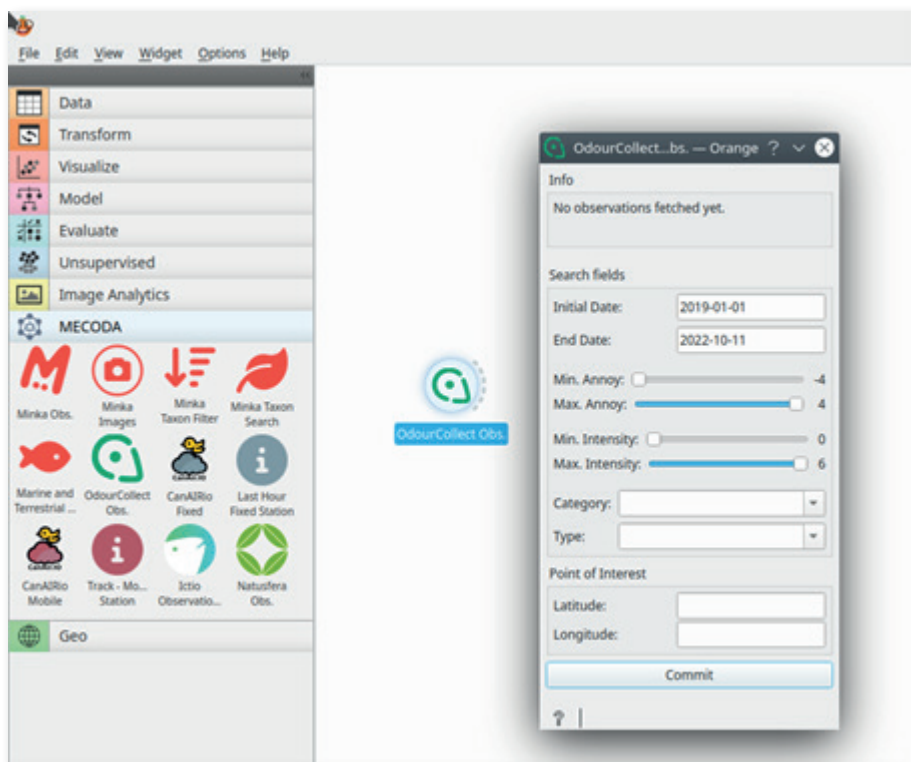 File Edit View Widget Options Help
Data
Transform
Visualize
Model
Evaluate
Unsupervised
Image Analytics
MECODA
Minka Obs.
Minka Images
Minka Taxon Filter
Minka Taxon Search
Marine and Terrestrial ...
OdourCollect Obs.
CanAIRio Fixed
Last Hour Fixed Station
CanAIRio Mobile
Track - Mo... Station
Ictio Observatio...
Natusfera Obs.
Geo
OdourCollect Obs.
OdourCollect...bs. — Orange ?
Info
No observations fetched yet.
Search fields
Initial Date: 2019-01-01
End Date: 2022-10-11
Min. Annoy: -4
Max. Annoy: 4
Min. Intensity: 0
Max. Intensity: 6
Category:
Type:
Point of Interest
Latitude:
Longitude:
Commit
?